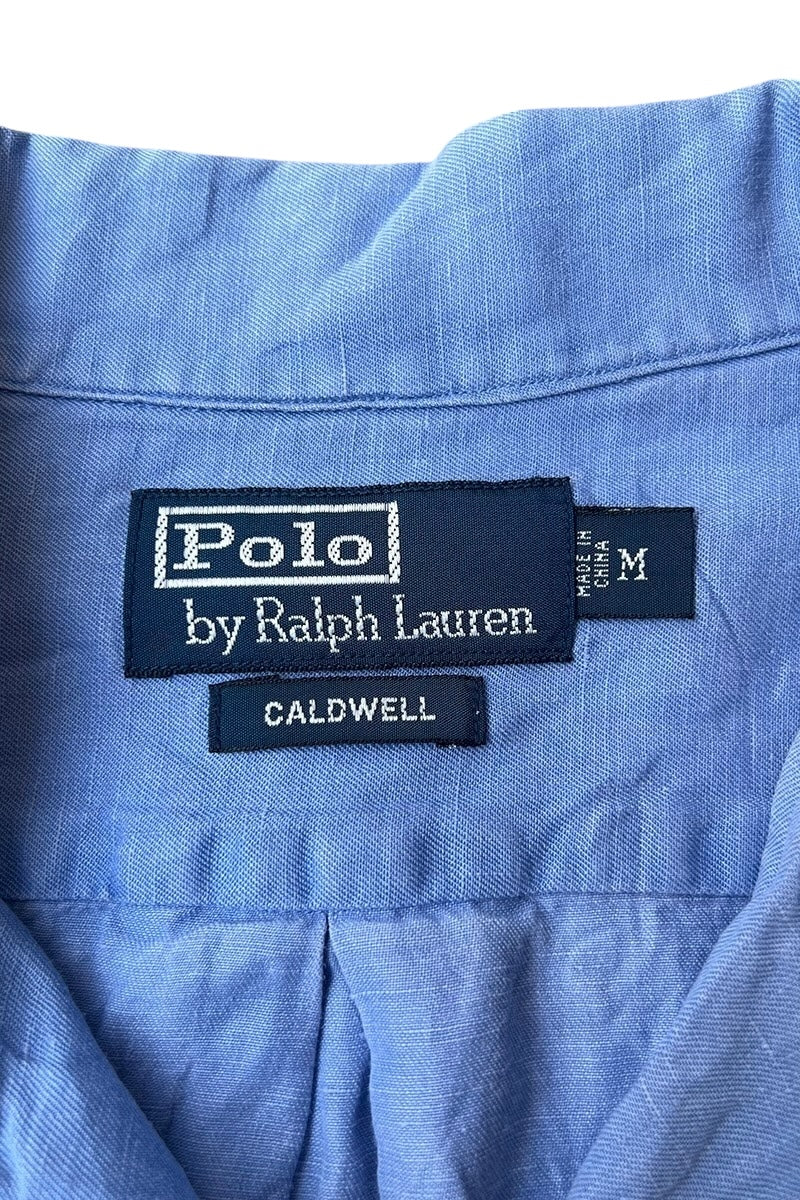 Polo
by Ralph Lauren
MADE IN
CHINA
M
CALDWELL